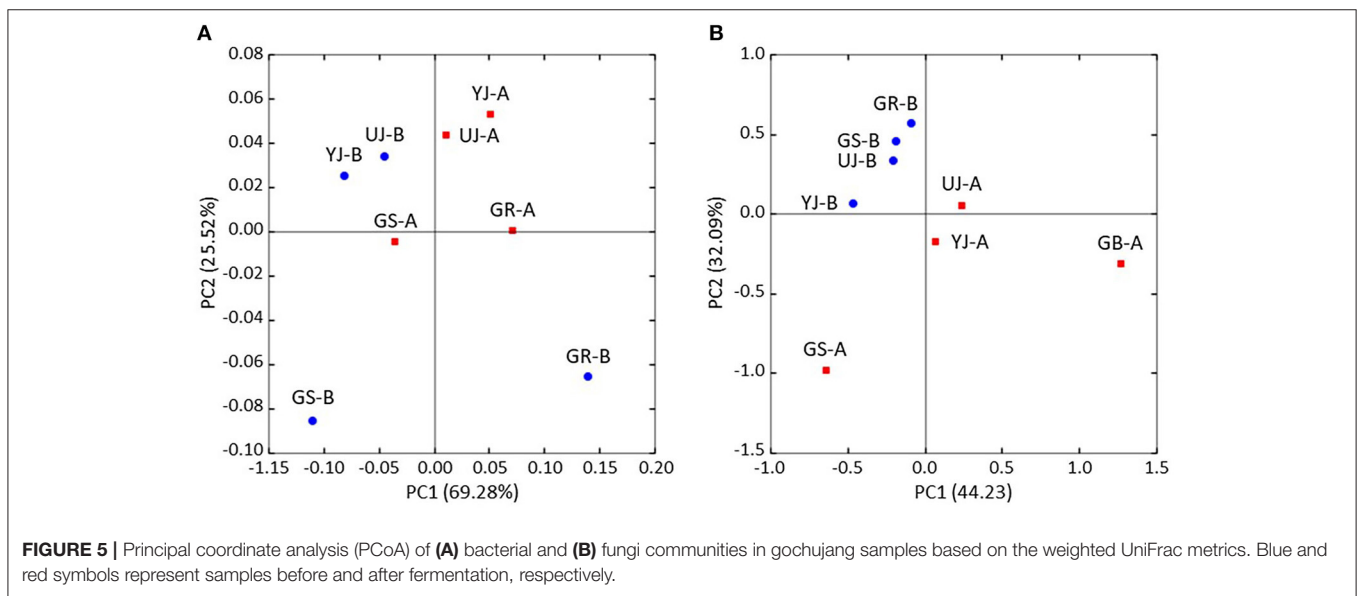 A
0.08
0.06
0.04
0.02
0.00
-0.02
-0.04
-0.06
-0.08
-0.10
PC2 (25.52%)
YJ-A
UJ-A
UJ-B
YJ-B
GS-A
GR-A
GR-B
GS-B
-1.15 -0.10 -0.05 0.00 0.05 0.10 0.15 0.20
PC1 (69.28%)
B
1.0
0.5
0.0
-0.5
-1.0
-1.5
PC2 (32.09%)
GR-B
GS-B
UJ-B
YJ-B
UJ-A
YJ-A
GB-A
GS-A
-1.0 -0.5 0.0 0.5 1.0 1.5
PC1 (44.23)
FIGURE 5 | Principal coordinate analysis (PCoA) of (A) bacterial and (B) fungi communities in gochujang samples based on the weighted UniFrac metrics. Blue and
red symbols represent samples before and after fermentation, respectively.